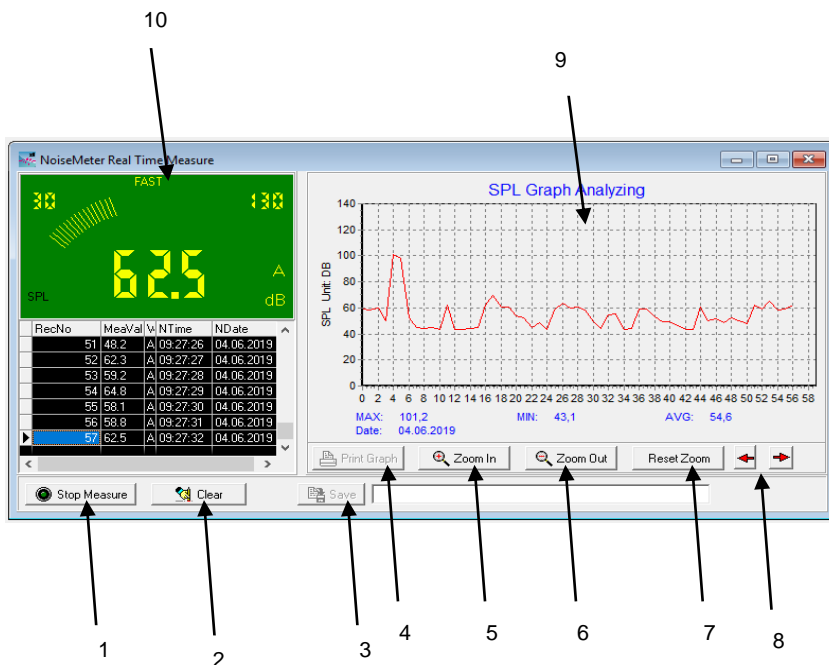 10
9
NoiseMeter Real Time Measure
FAST
30 130
62.5
A
SPL
dB
RecNo MeaVal V NTime NDate
51 48.2 A 09:27:26 04.06.2019
52 62.3 A 09:27:27 04.06.2019
53 59.2 A 09:27:28 04.06.2019
54 64.8 A 09:27:29 04.06.2019
55 58.1 A 09:27:30 04.06.2019
56 58.8 A 09:27:31 04.06.2019
57 62.5 A 09:27:32 04.06.2019
SPL Graph Analyzing
SPL Unit: DB
140
120
100
80
60
40
20
0
0 2 4 6 8 10 12 14 16 18 20 22 24 26 28 30 32 34 36 38 40 42 44 46 48 50 52 54 56 58
MAX: 101,2 MIN: 43,1 AVG: 54,6
Date: 04.06.2019
Print Graph Zoom In Zoom Out Reset Zoom
Stop Measure Clear Save
1 2 3 4 5 6 7 8